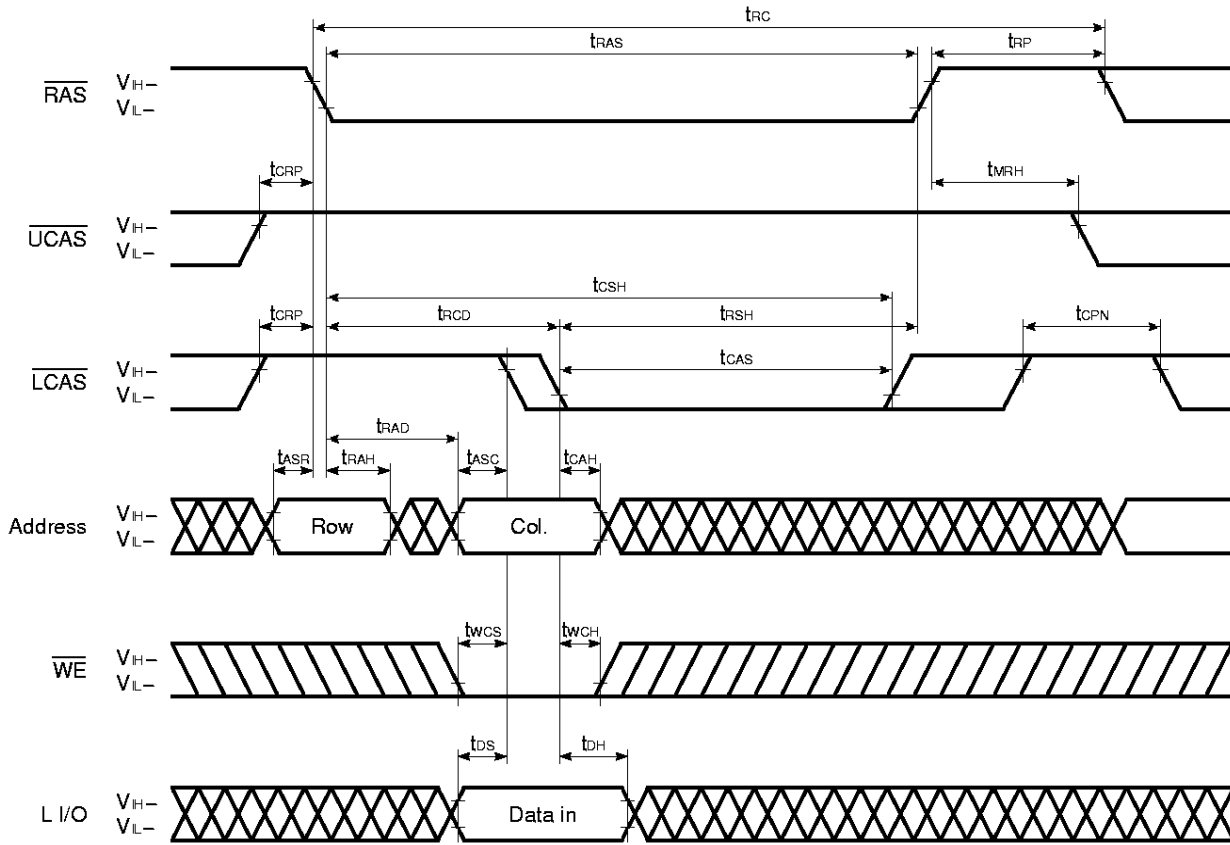 tRC
tRAS tRP
RAS VIH–
VIL–
tCRP tMRH
UCAS VIH–
VIL–
tCSH
tCRP tRCD tRSH tCPN
tCAS
LCAS VIH–
VIL–
tRAD
tASR tRAH tASC tCAH
Address VIH–
VIL–
Row Col.
tWCS tWCH
WE VIH–
VIL–
tDS tDH
L I/O VIH–
VIL–
Data in